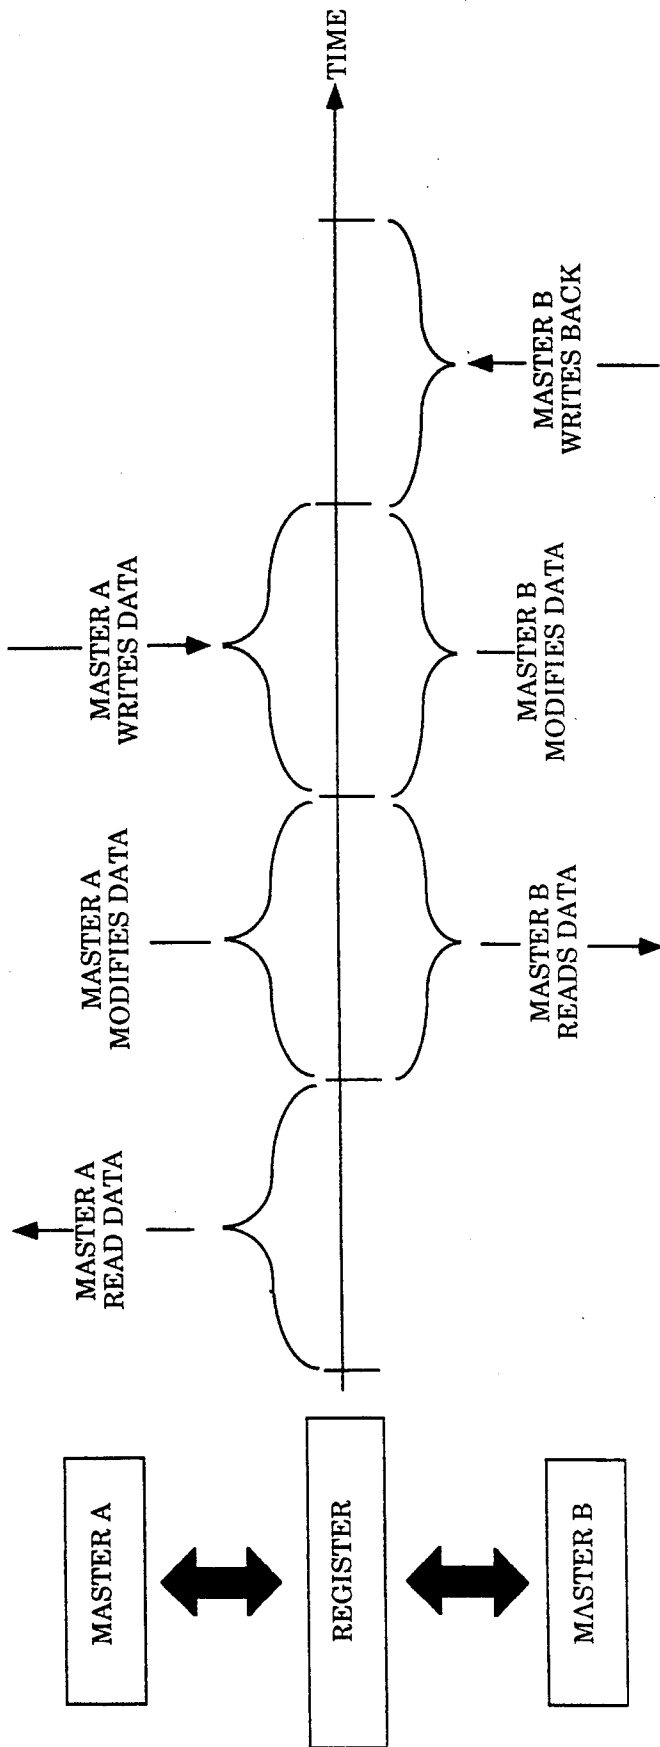 MASTER A
REGISTER
MASTER B
MASTER A
READ DATA
MASTER A
MODIFIES DATA
MASTER A
WRITES DATA
MASTER B
READS DATA
MASTER B
MODIFIES DATA
MASTER B
WRITES BACK
TIME